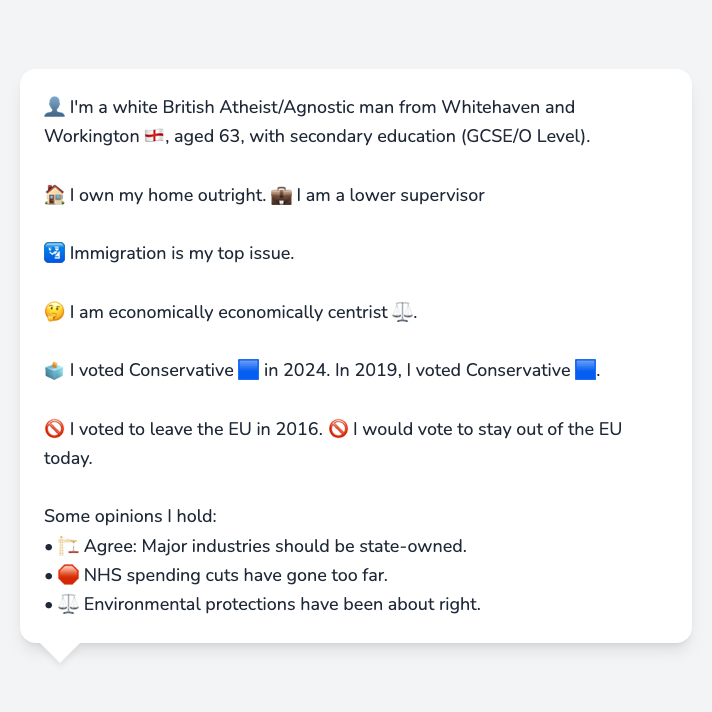 👤 I'm a white British Atheist/Agnostic man from Whitehaven and
Workington 🏴󠁧󠁢󠁥󠁮󠁧󠁿, aged 63, with secondary education (GCSE/O Level).
🏠 I own my home outright. 💼 I am a lower supervisor
🛂 Immigration is my top issue.
🤔 I am economically economically centrist ⚖️.
🗳️ I voted Conservative 🟦 in 2024. In 2019, I voted Conservative 🟦.
🚫 I voted to leave the EU in 2016. 🚫 I would vote to stay out of the EU
today.
Some opinions I hold:
• 🏗️ Agree: Major industries should be state-owned.
• 🛑 NHS spending cuts have gone too far.
• ⚖️ Environmental protections have been about right.